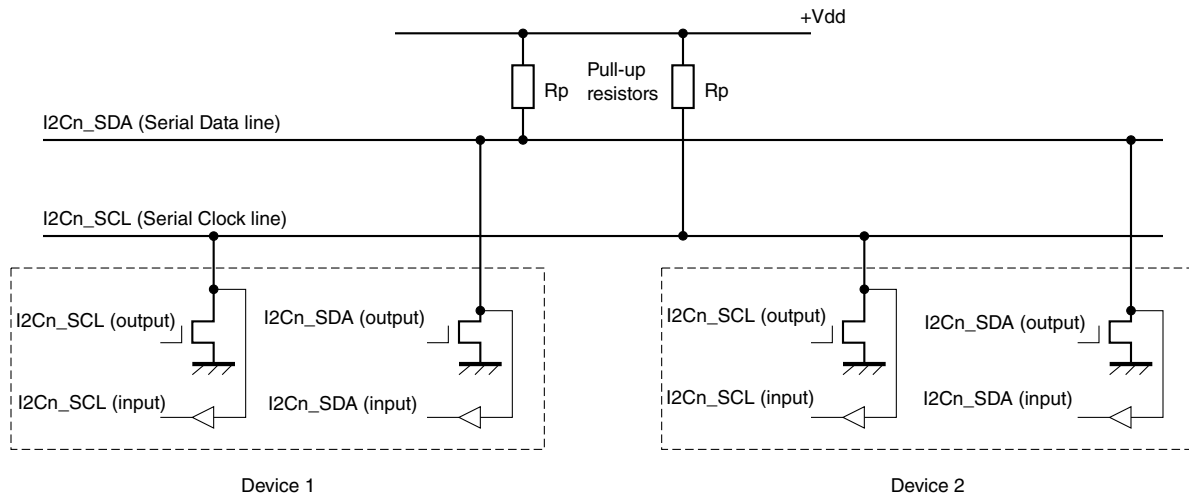 +Vdd
Rp
Pull-up
resistors
Rp
I2Cn_SDA (Serial Data line)
I2Cn_SCL (Serial Clock line)
I2Cn_SCL (output)
I2Cn_SDA (output)
I2Cn_SCL (input)
I2Cn_SDA (input)
Device 1
I2Cn_SCL (output)
I2Cn_SDA (output)
I2Cn_SCL (input)
I2Cn_SDA (input)
Device 2